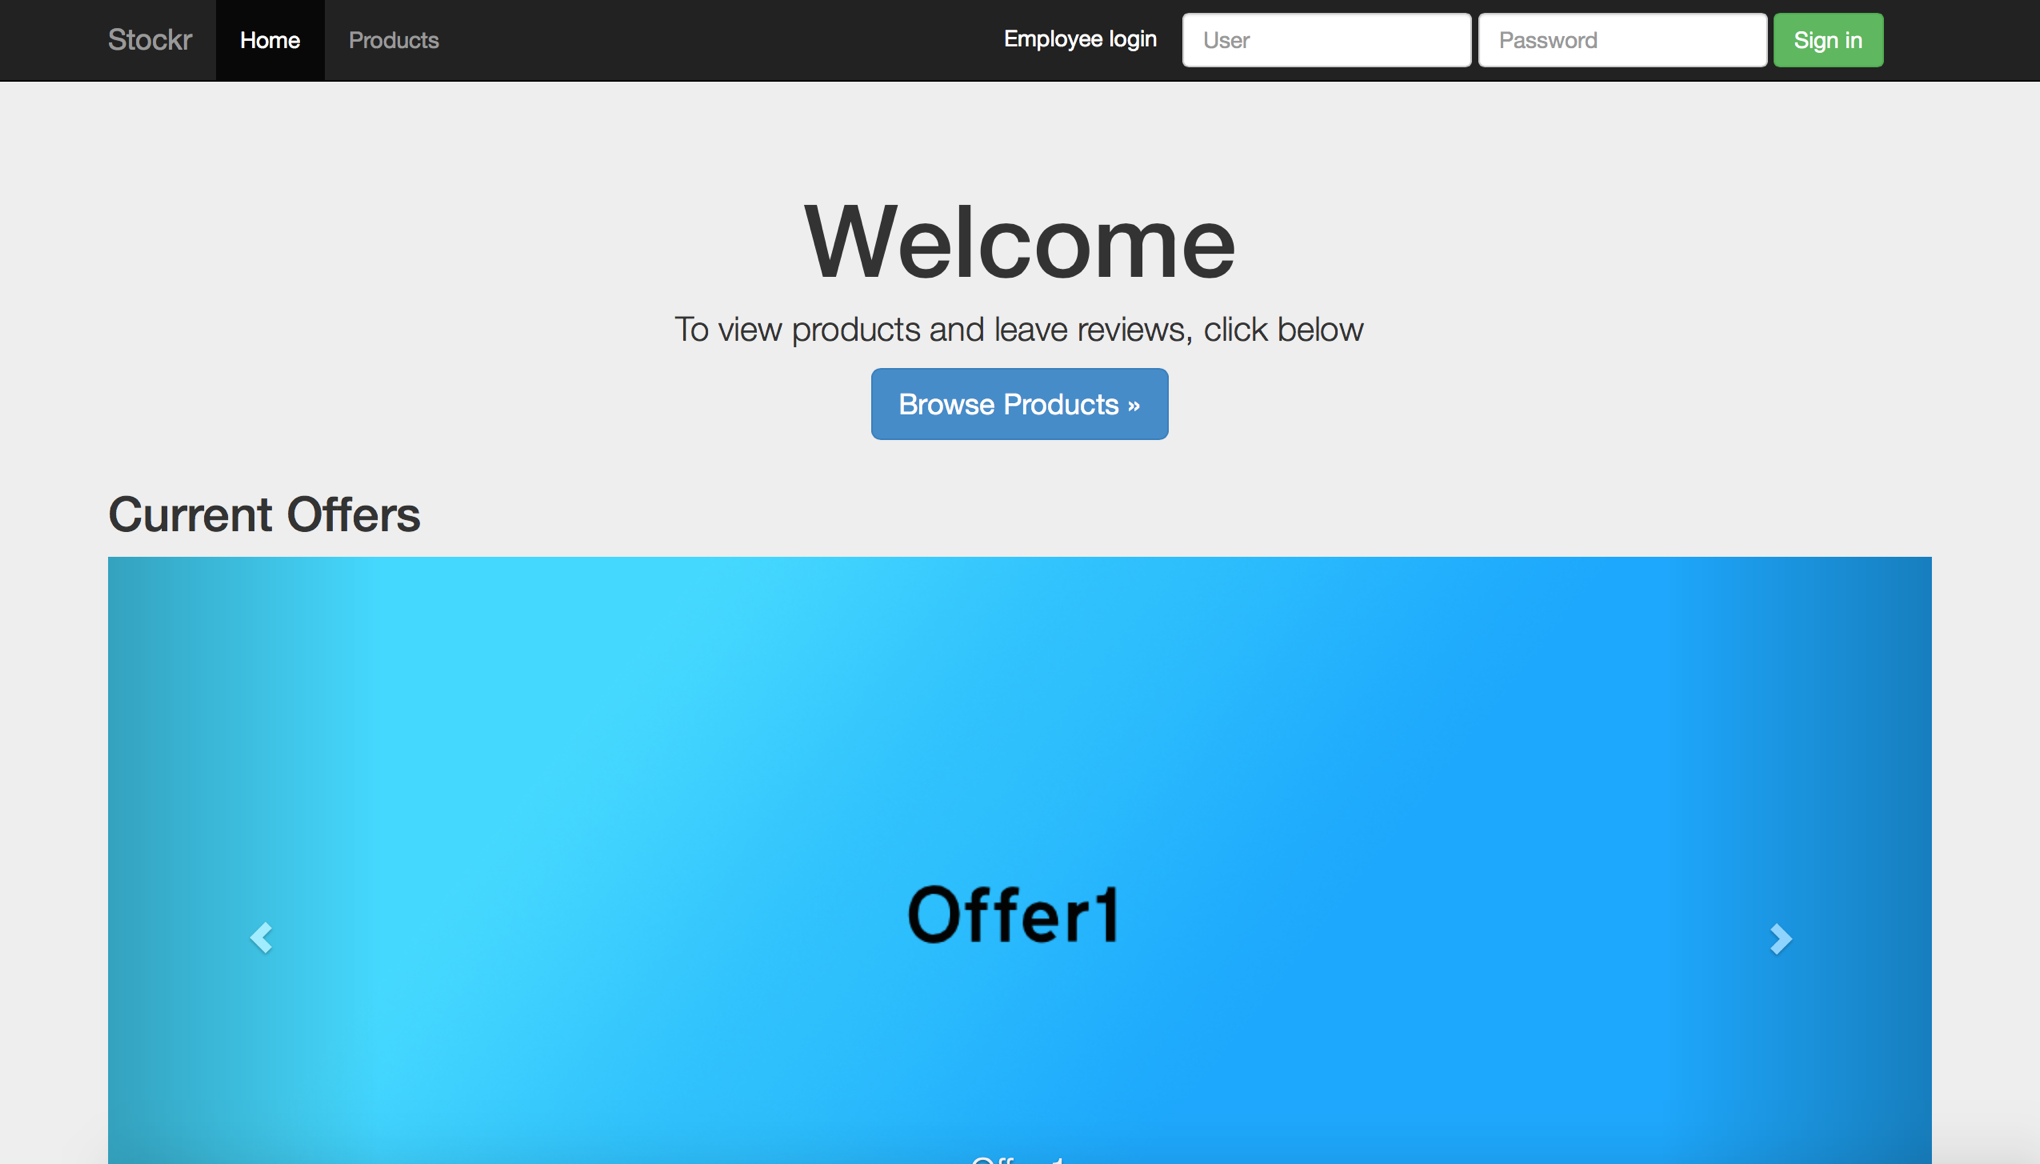 Stockr Home Products Employee login User Password Sign in
Welcome
To view products and leave reviews, click below
Browse Products »
Current Offers
Offer1
Offer1